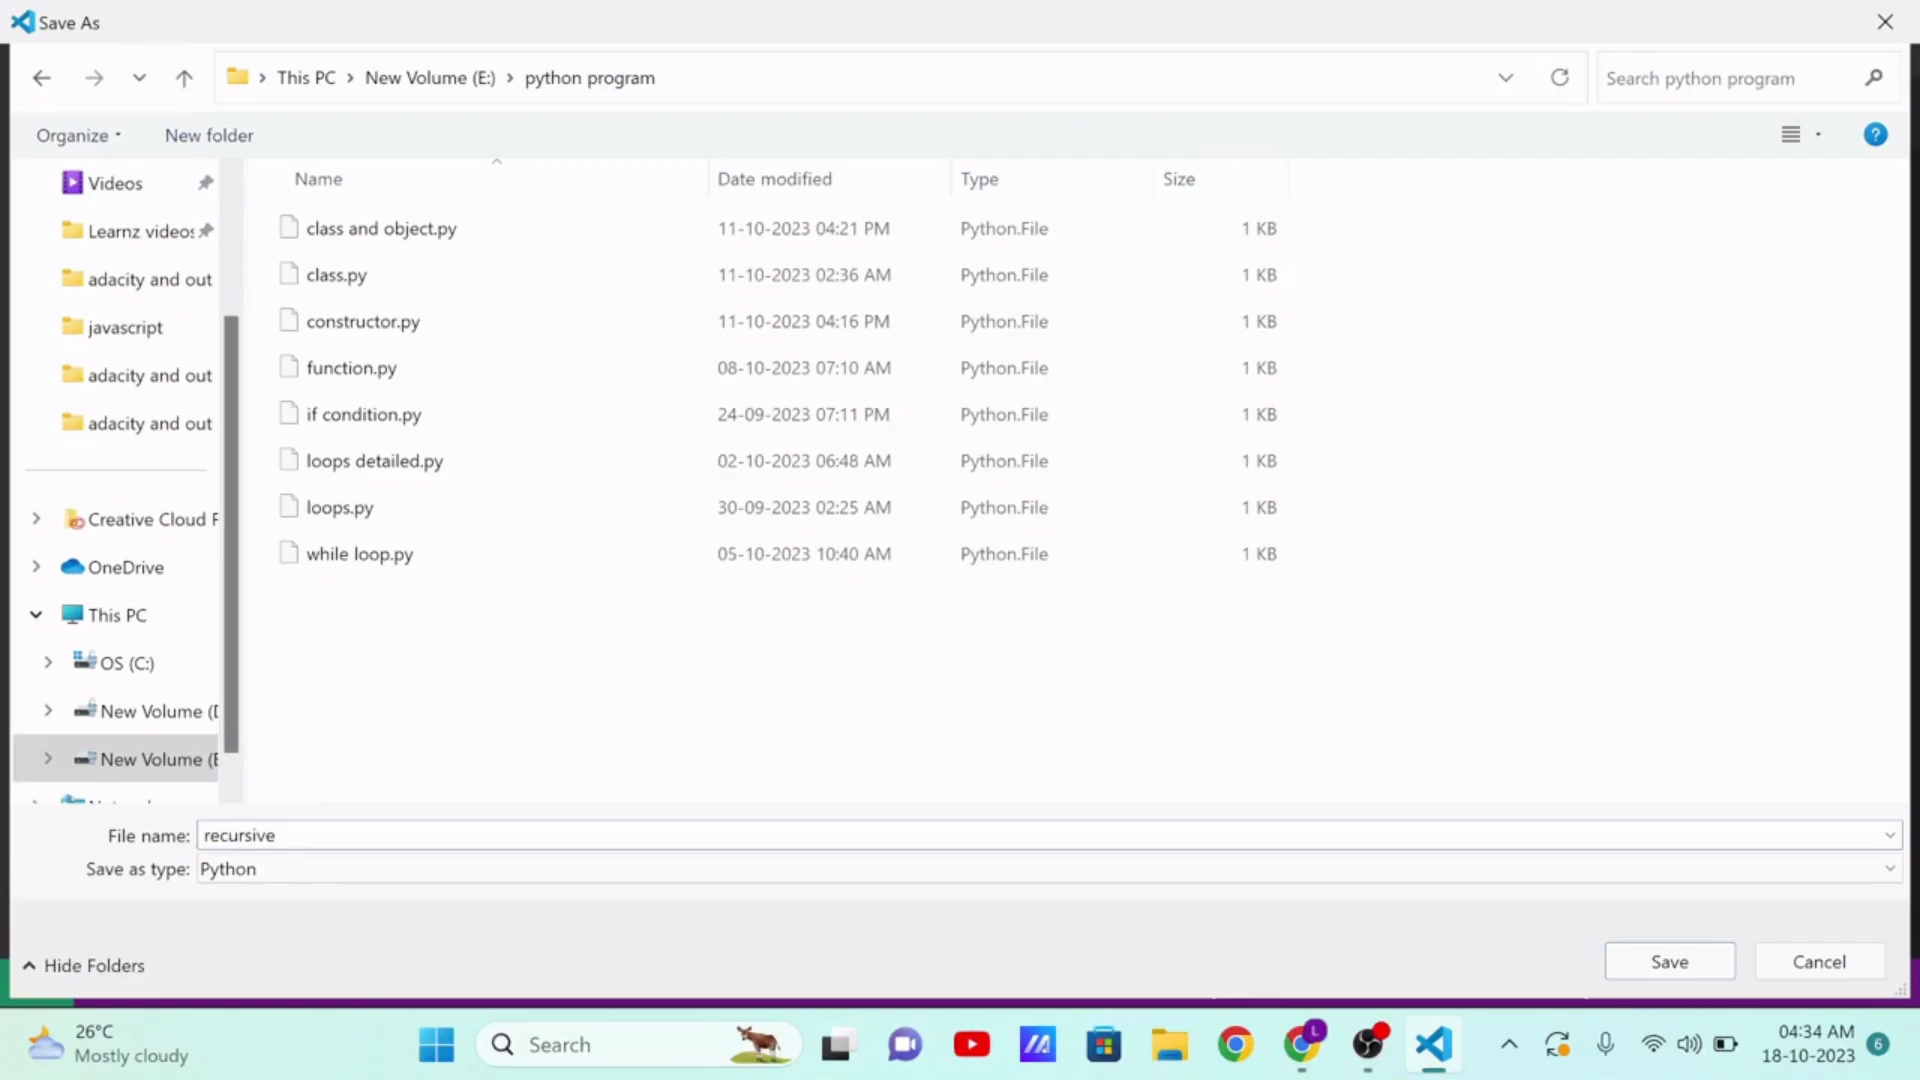 Save As
This PC > New Volume (E:) > python program
Search python program
Organize
New folder
Name Date modified Type Size
Videos
Learnz videos
adacity and out
javascript
adacity and out
adacity and out
Creative Cloud F
OneDrive
This PC
OS (C:)
New Volume (D
New Volume (E
class and object.py 11-10-2023 04:21 PM Python.File 1 KB
class.py 11-10-2023 02:36 AM Python.File 1 KB
constructor.py 11-10-2023 04:16 PM Python.File 1 KB
function.py 08-10-2023 07:10 AM Python.File 1 KB
if condition.py 24-09-2023 07:11 PM Python.File 1 KB
loops detailed.py 02-10-2023 06:48 AM Python.File 1 KB
loops.py 30-09-2023 02:25 AM Python.File 1 KB
while loop.py 05-10-2023 10:40 AM Python.File 1 KB
File name: recursive
Save as type: Python
Hide Folders
Save
Cancel
26°C
Mostly cloudy
Search
L
04:34 AM
18-10-2023
6